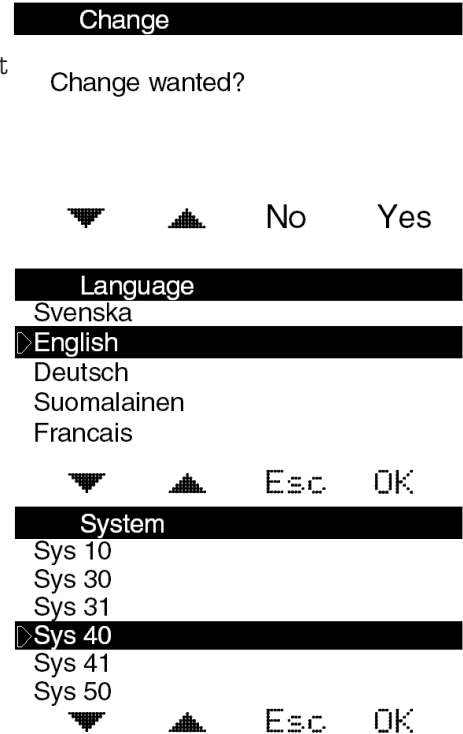 Change
t
Change wanted?
No Yes
Language
Svenska
English
Deutsch
Suomalainen
Francais
Esc OK
System
Sys 10
Sys 30
Sys 31
Sys 40
Sys 41
Sys 50
Esc OK